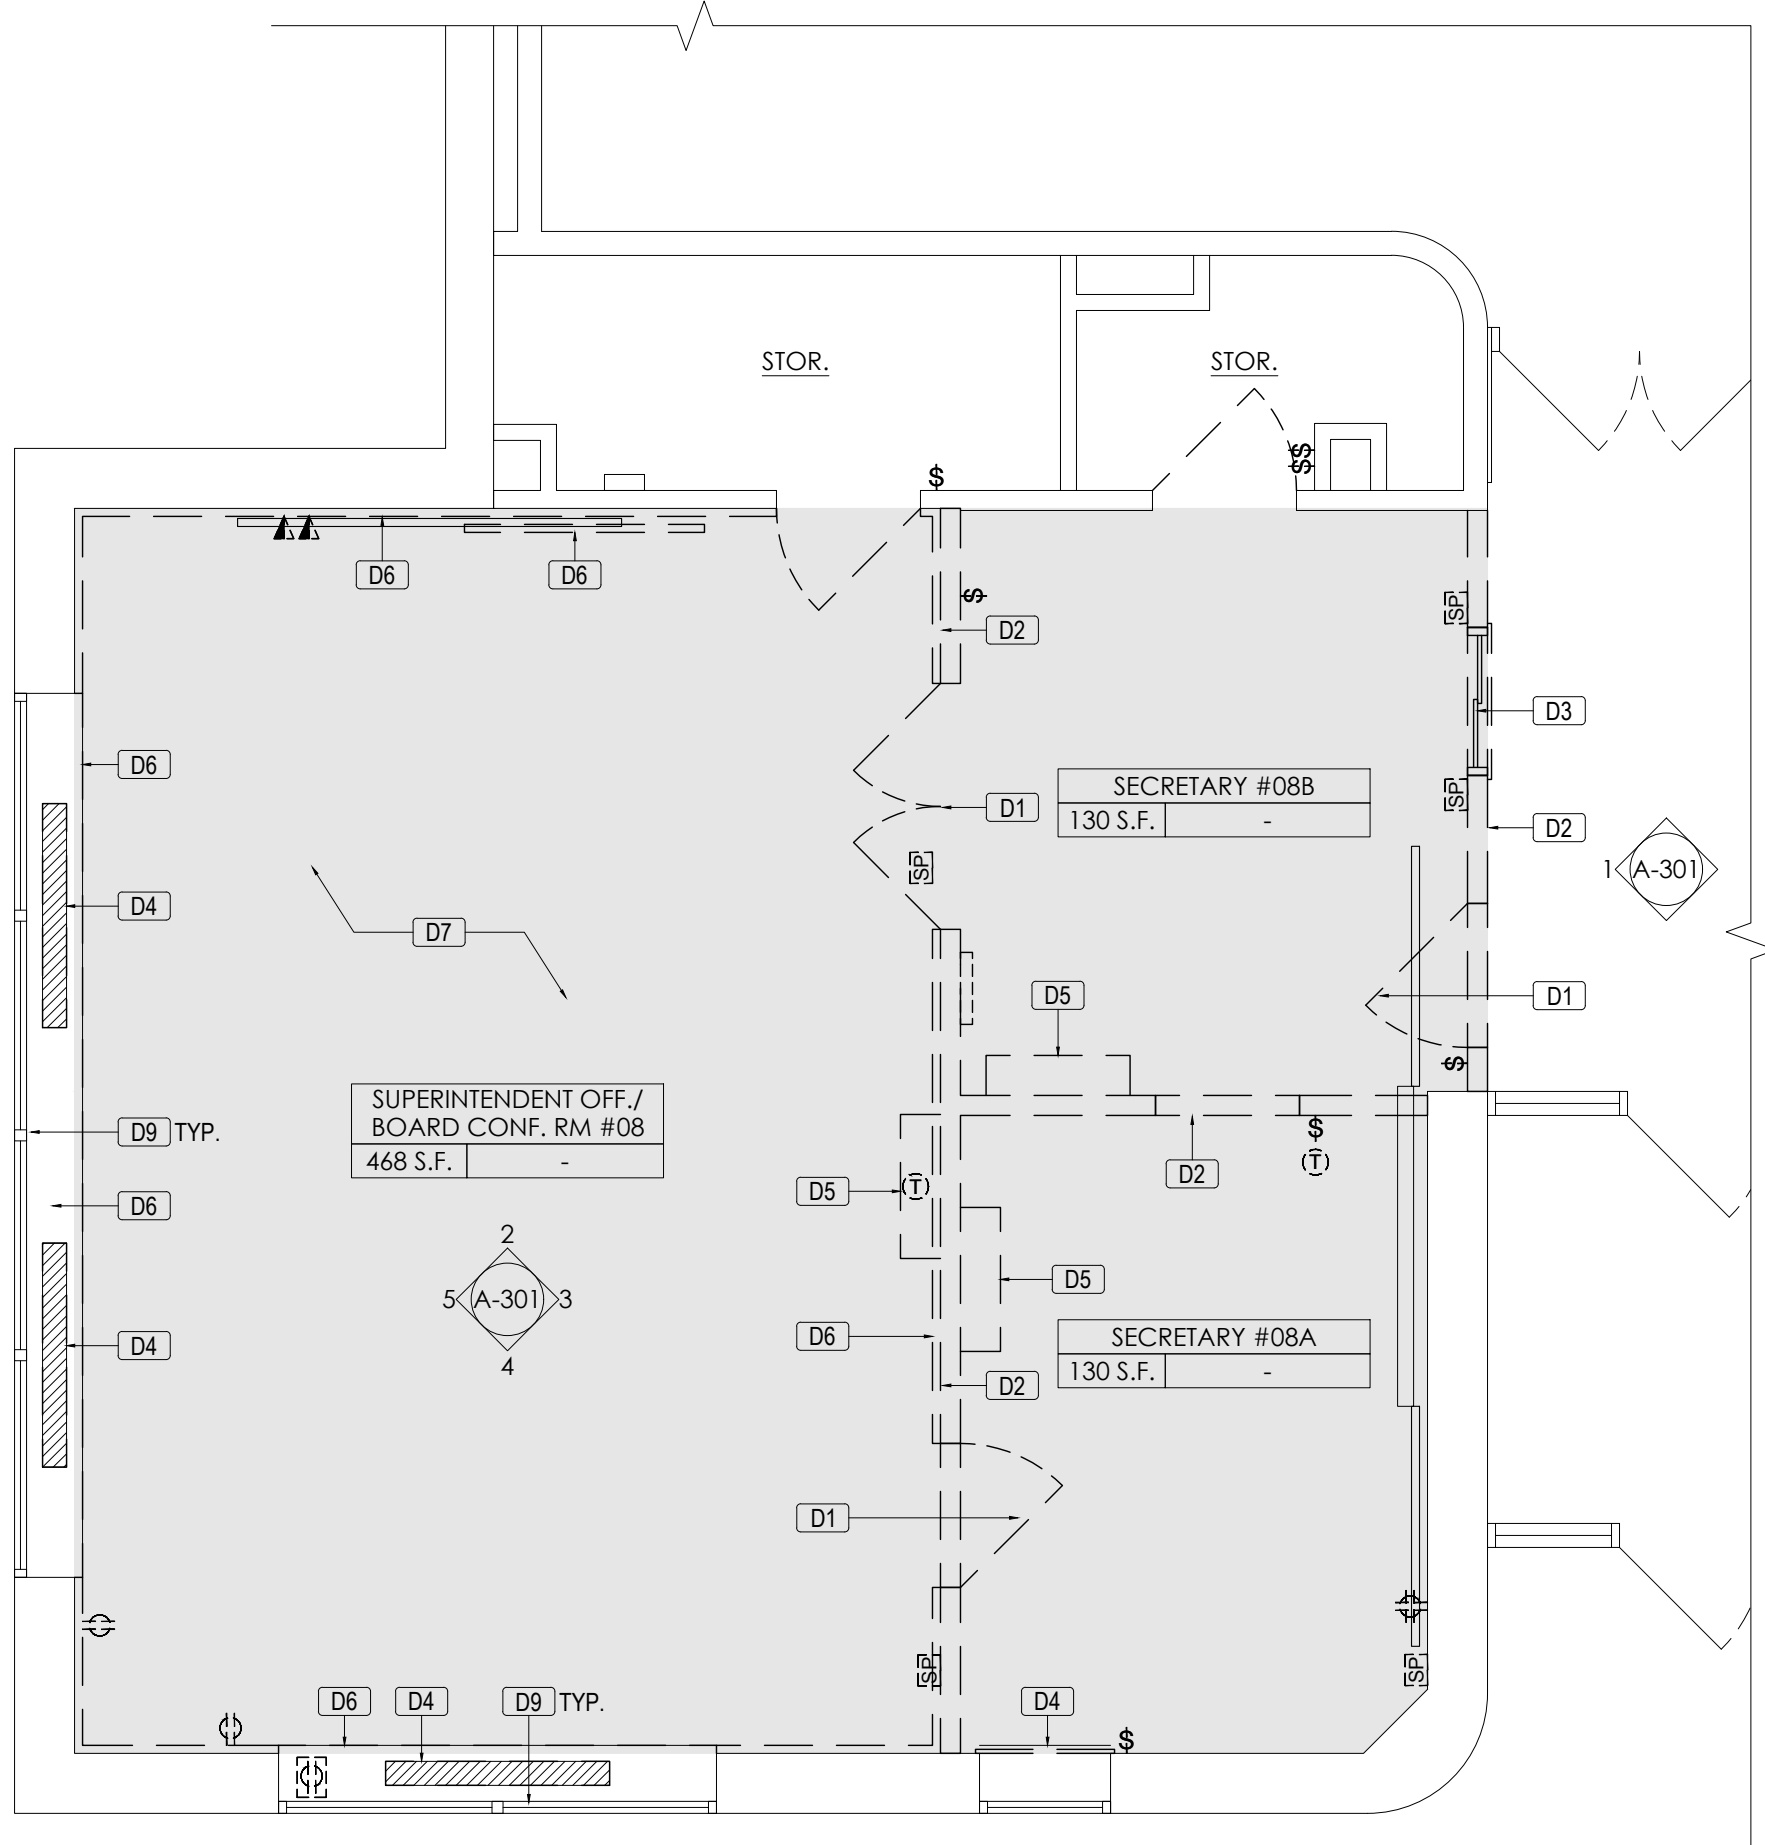 STOR.
STOR.
$
$$
D6
D6
$
SP
D2
D3
D6
D1
SECRETARY #08B
130 S.F.
-
SP
D2
SP
1
A-301
D4
D7
D5
D1
$
SUPERINTENDENT OFF./
BOARD CONF. RM #08
468 S.F.
-
D9 TYP.
$
T
D2
D5
T
D6
2
5
A-301
3
4
D5
D4
D6
SECRETARY #08A
130 S.F.
-
D2
D1
SP
SP
D6
D4
D9 TYP.
D4
$